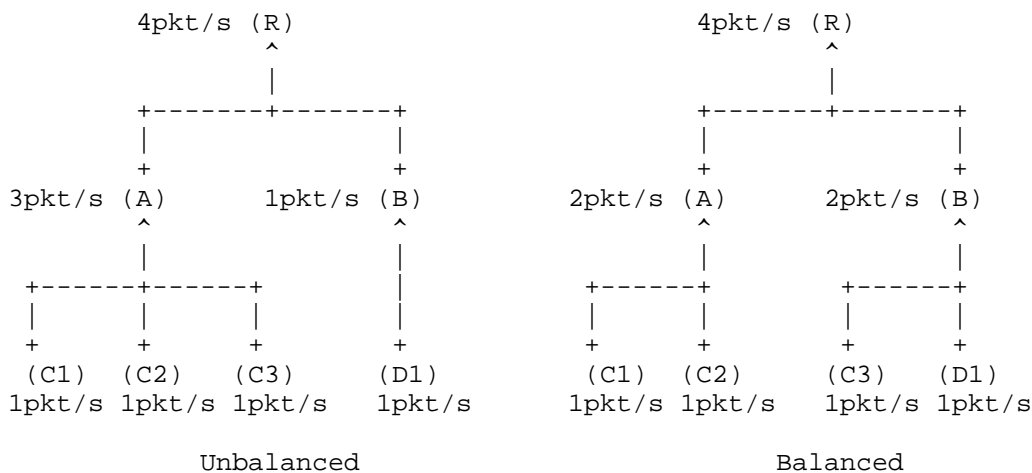 4pkt/s (R) 4pkt/s (R)
3pkt/s (A) 1pkt/s (B) 2pkt/s (A) 2pkt/s (B)
(C1) (C2) (C3) (D1) (C1) (C2) (C3) (D1)
1pkt/s 1pkt/s 1pkt/s 1pkt/s 1pkt/s 1pkt/s 1pkt/s 1pkt/s
Unbalanced Balanced